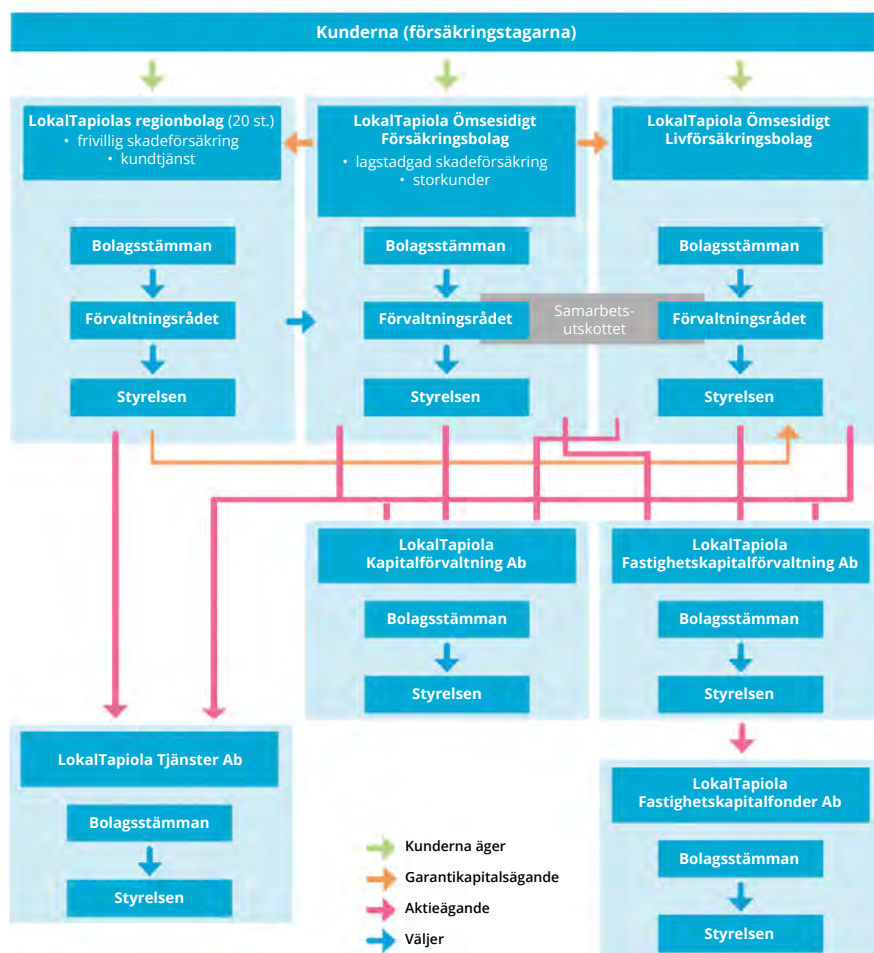 Kunderna (försäkringstagarna)
LokalTapiolas regionbolag (20 st.)
• frivillig skadeförsäkring
• kundtjänst
Bolagsstämman
Förvaltningsrådet
Styrelsen
LokalTapiola Ömsesidigt
Försäkringsbolag
• lagstadgad skadeförsäkring
• storkunder
Bolagsstämman
Förvaltningsrådet
Styrelsen
Samarbets-
utskottet
LokalTapiola Ömsesidigt
Livförsäkringsbolag
Bolagsstämman
Förvaltningsrådet
Styrelsen
LokalTapiola
Kapitalförvaltning Ab
Bolagsstämman
Styrelsen
LokalTapiola
Fastighetskapitalförvaltning Ab
Bolagsstämman
Styrelsen
LokalTapiola Tjänster Ab
Bolagsstämman
Styrelsen
LokalTapiola
Fastighetskapitalfonder Ab
Bolagsstämman
Styrelsen
Kunderna äger
Garantikapitalsägande
Aktieägande
Väljer